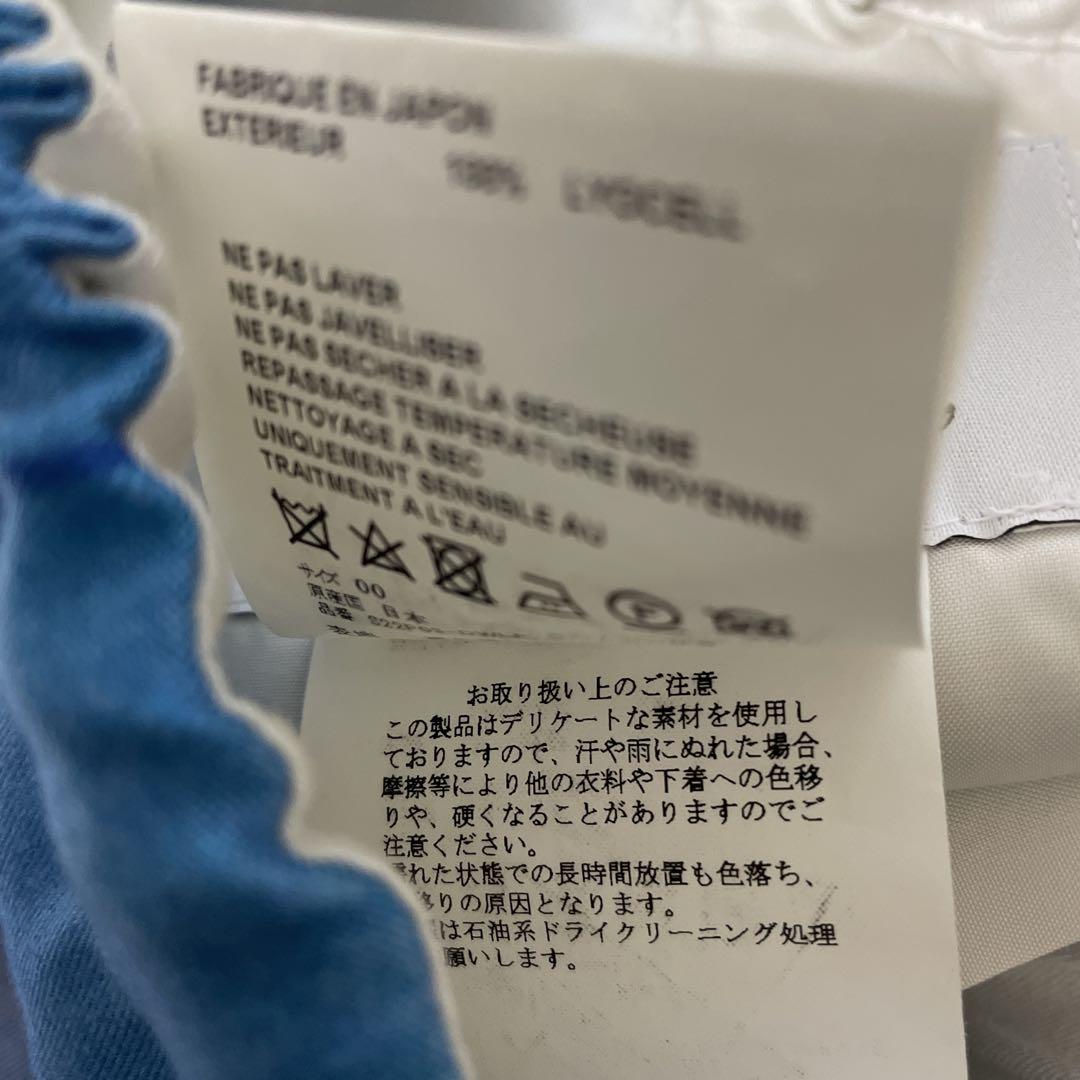 FABRIQUE EN JAPON
EXTERIEUR
100% LYOCELL
NE PAS LAVER
NE PAS JAVELLISER
NE PAS SECHER A LA SECHEUSE
REPASSAGE TEMPERATURE MOYENNE
NETTOYAGE A SEC
UNIQUEMENT SENSIBLE AU
TRAITMENT A L'EAU
サイズ 00
原産国 日本
品番
お取り扱い上のご注意
この製品はデリケートな素材を使用し
ておりますので、汗や雨にぬれた場合、
摩擦等により他の衣料や下着への色移
りや、硬くなることがありますのでご
注意ください。
れた状態での長時間放置も色落ち、
移りの原因となります。
は石油系ドライクリーニング処理
願いします。